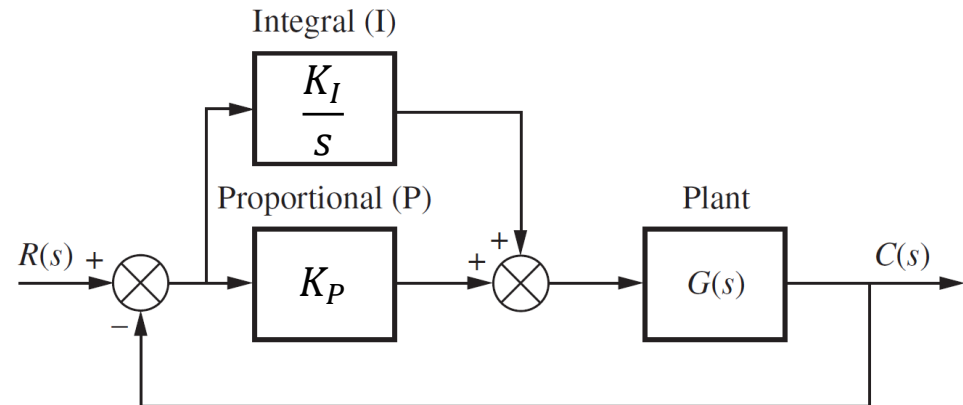 Integral (I)
K_I
s
Proportional (P)
Plant
R(s) +
K_P
+
+
G(s)
C(s)
−